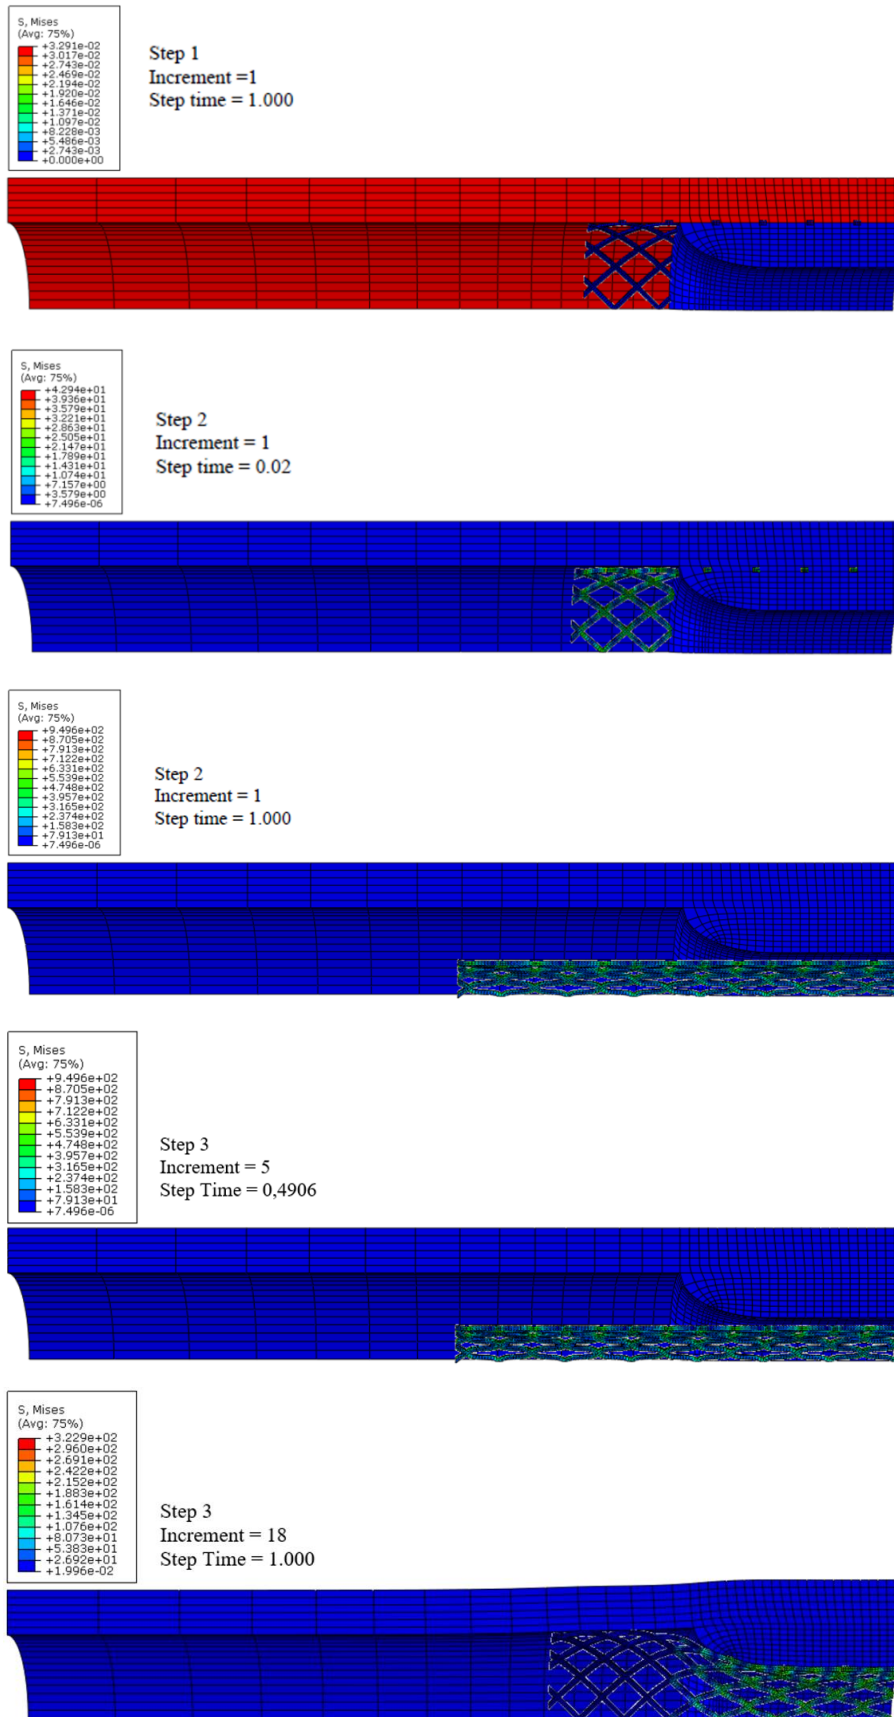 S, Mises
(Avg: 75%)
+3.291e-02
+3.017e-02
+2.743e-02
+2.469e-02
+2.194e-02
+1.920e-02
+1.646e-02
+1.371e-02
+1.097e-02
+8.228e-03
+5.486e-03
+2.743e-03
+0.000e+00
Step 1
Increment =1
Step time = 1.000
S, Mises
(Avg: 75%)
+4.294e+01
+3.936e+01
+3.579e+01
+3.221e+01
+2.863e+01
+2.505e+01
+2.147e+01
+1.789e+01
+1.431e+01
+1.074e+01
+7.157e+00
+3.579e+00
+7.496e-06
Step 2
Increment = 1
Step time = 0.02
S, Mises
(Avg: 75%)
+9.496e+02
+8.705e+02
+7.913e+02
+7.122e+02
+6.331e+02
+5.539e+02
+4.748e+02
+3.957e+02
+3.165e+02
+2.374e+02
+1.583e+02
+7.913e+01
+7.496e-06
Step 2
Increment = 1
Step time = 1.000
S, Mises
(Avg: 75%)
+9.496e+02
+8.705e+02
+7.913e+02
+7.122e+02
+6.331e+02
+5.539e+02
+4.748e+02
+3.957e+02
+3.165e+02
+2.374e+02
+1.583e+02
+7.913e+01
+7.496e-06
Step 3
Increment = 5
Step Time = 0,4906
S, Mises
(Avg: 75%)
+3.229e+02
+2.960e+02
+2.691e+02
+2.422e+02
+2.152e+02
+1.883e+02
+1.614e+02
+1.345e+02
+1.076e+02
+8.073e+01
+5.383e+01
+2.692e+01
+1.996e-02
Step 3
Increment = 18
Step Time = 1.000